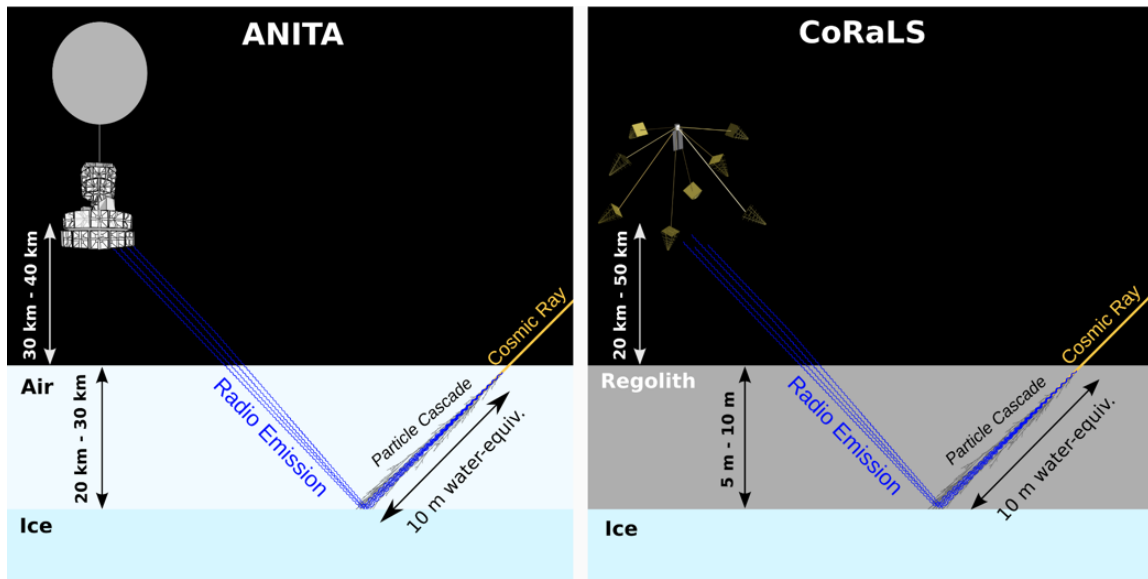 ANITA
30 km - 40 km
Cosmic Ray
Air
20 km - 30 km
Radio Emission
Particle Cascade
10 m water-equiv.
Ice
CoRaLS
20 km - 50 km
Cosmic Ray
Regolith
5 m - 10 m
Radio Emission
Particle Cascade
10 m water-equiv.
Ice